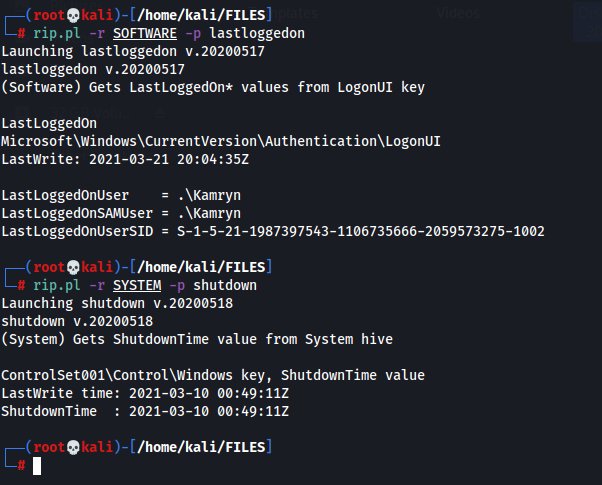 ┌──(root💀kali)-[/home/kali/FILES]
└─# rip.pl -r SOFTWARE -p lastloggedon
Launching lastloggedon v.20200517
lastloggedon v.20200517
(Software) Gets LastLoggedOn* values from LogonUI key

LastLoggedOn
Microsoft\Windows\CurrentVersion\Authentication\LogonUI
LastWrite: 2021-03-21 20:04:35Z

LastLoggedOnUser    = .\Kamryn
LastLoggedOnSAMUser = .\Kamryn
LastLoggedOnUserSID = S-1-5-21-1987397543-1106735666-2059573275-1002

┌──(root💀kali)-[/home/kali/FILES]
└─# rip.pl -r SYSTEM -p shutdown
Launching shutdown v.20200518
shutdown v.20200518
(System) Gets ShutdownTime value from System hive

ControlSet001\Control\Windows key, ShutdownTime value
LastWrite time: 2021-03-10 00:49:11Z
ShutdownTime  : 2021-03-10 00:49:11Z

┌──(root💀kali)-[/home/kali/FILES]
└─#